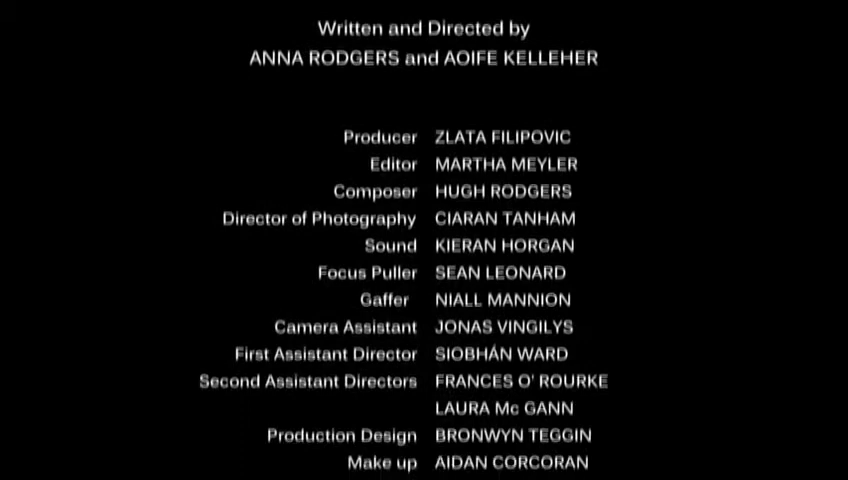 Written and Directed by
ANNA RODGERS and AOIFE KELLEHER
Producer ZLATA FILIPOVIC
Editor MARTHA MEYLER
Composer HUGH RODGERS
Director of Photography CIARAN TANHAM
Sound KIERAN HORGAN
Focus Puller SEAN LEONARD
Gaffer NIALL MANNION
Camera Assistant JONAS VINGILYS
First Assistant Director SIOBHÁN WARD
Second Assistant Directors FRANCES O' ROURKE
LAURA Mc GANN
Production Design BRONWYN TEGGIN
Make up AIDAN CORCORAN